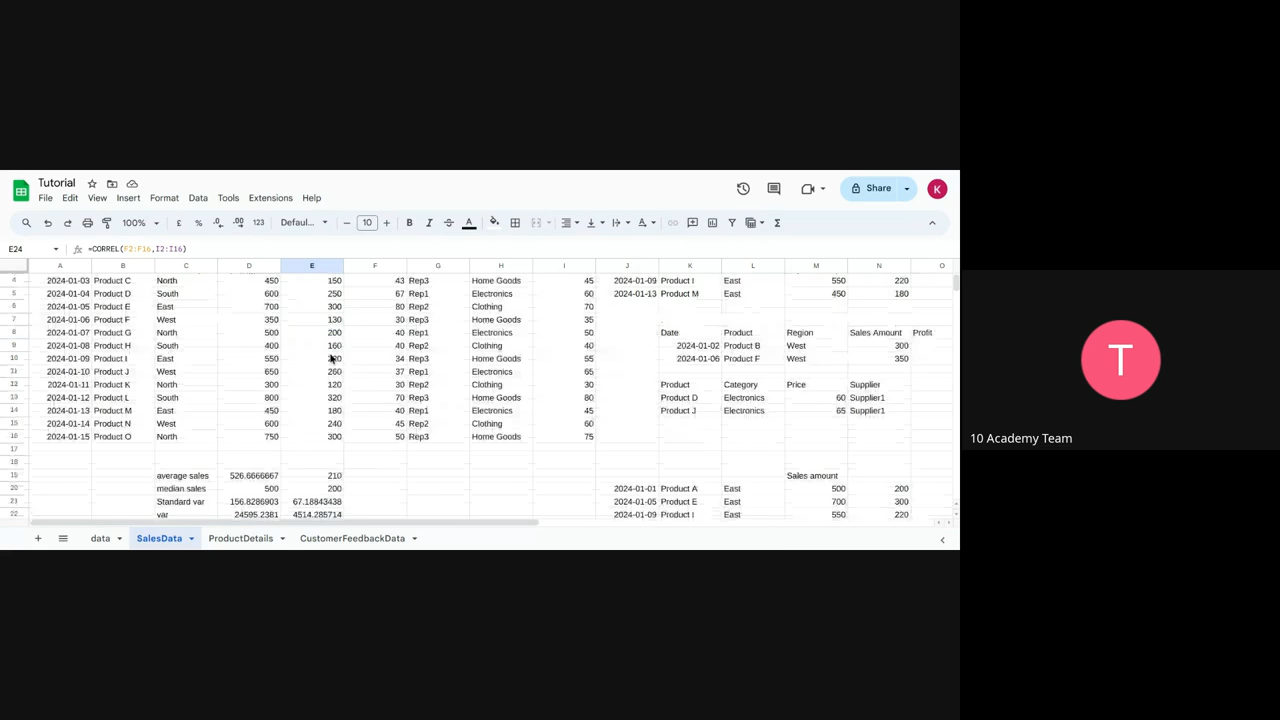 Tutorial
File Edit View Insert Format Data Tools Extensions Help
Share
K
100% £ % .0 .00 123 Defaul... − 10 + B I S A
E24 fx =CORREL(F2:F16,I2:I16)
A B C D E F G H I J K L M N O
4 2024-01-03 Product C North 450 150 43 Rep3 Home Goods 45 2024-01-09 Product I East 550 220
5 2024-01-04 Product D South 600 250 67 Rep1 Electronics 60 2024-01-13 Product M East 450 180
6 2024-01-05 Product E East 700 300 80 Rep2 Clothing 70
7 2024-01-06 Product F West 350 130 30 Rep3 Home Goods 35
8 2024-01-07 Product G North 500 200 40 Rep1 Electronics 50 Date Product Region Sales Amount Profit
9 2024-01-08 Product H South 400 160 40 Rep2 Clothing 40 2024-01-02 Product B West 300
10 2024-01-09 Product I East 550 34 Rep3 Home Goods 55 2024-01-06 Product F West 350
11 2024-01-10 Product J West 650 260 37 Rep1 Electronics 65
12 2024-01-11 Product K North 300 120 30 Rep2 Clothing 30 Product Category Price Supplier
13 2024-01-12 Product L South 800 320 70 Rep3 Home Goods 80 Product D Electronics 60 Supplier1
14 2024-01-13 Product M East 450 180 40 Rep1 Electronics 45 Product J Electronics 65 Supplier1
15 2024-01-14 Product N West 600 240 45 Rep2 Clothing 60
16 2024-01-15 Product O North 750 300 50 Rep3 Home Goods 75
17
18
19 average sales 526.6666667 210 Sales amount
20 median sales 500 200 2024-01-01 Product A East 500 200
21 Standard var 156.8286903 67.18843438 2024-01-05 Product E East 700 300
22 var 24595.2381 4514.285714 2024-01-09 Product I East 550 220
data SalesData ProductDetails CustomerFeedbackData
T
10 Academy Team